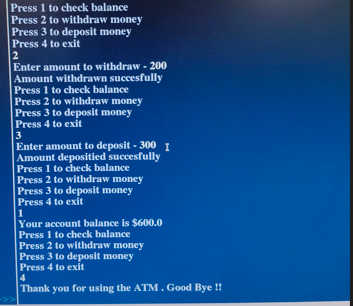 Press 1 to check balance
Press 2 to withdraw money
Press 3 to deposit money
Press 4 to exit
2
Enter amount to withdraw - 200
Amount withdrawn succesfully
Press 1 to check balance
Press 2 to withdraw money
Press 3 to deposit money
Press 4 to exit
3
Enter amount to deposit - 300
Amount depositied succesfully
Press 1 to check balance
Press 2 to withdraw money
Press 3 to deposit money
Press 4 to exit
1
Your account balance is $600.0
Press 1 to check balance
Press 2 to withdraw money
Press 3 to deposit money
Press 4 to exit
4
Thank you for using the ATM . Good Bye !!
>>>